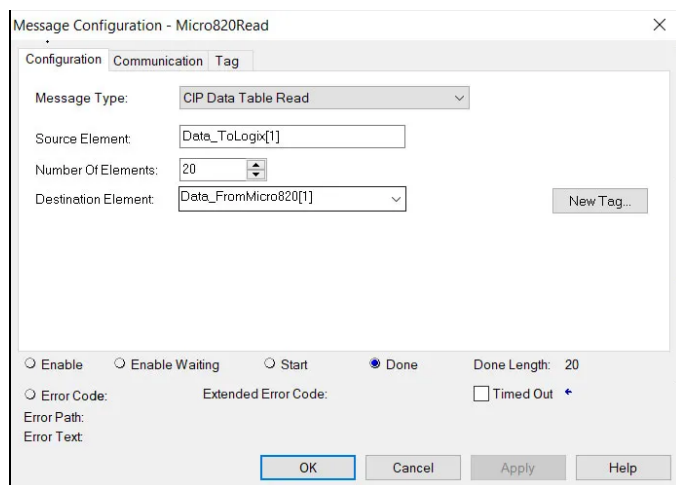 Message Configuration - Micro820Read
Configuration Communication Tag
Message Type: CIP Data Table Read
Source Element: Data_ToLogix[1]
Number Of Elements: 20
Destination Element: Data_FromMicro820[1] New Tag...
Enable Enable Waiting Start Done Done Length: 20
Error Code: Extended Error Code: Timed Out
Error Path:
Error Text:
OK Cancel Apply Help